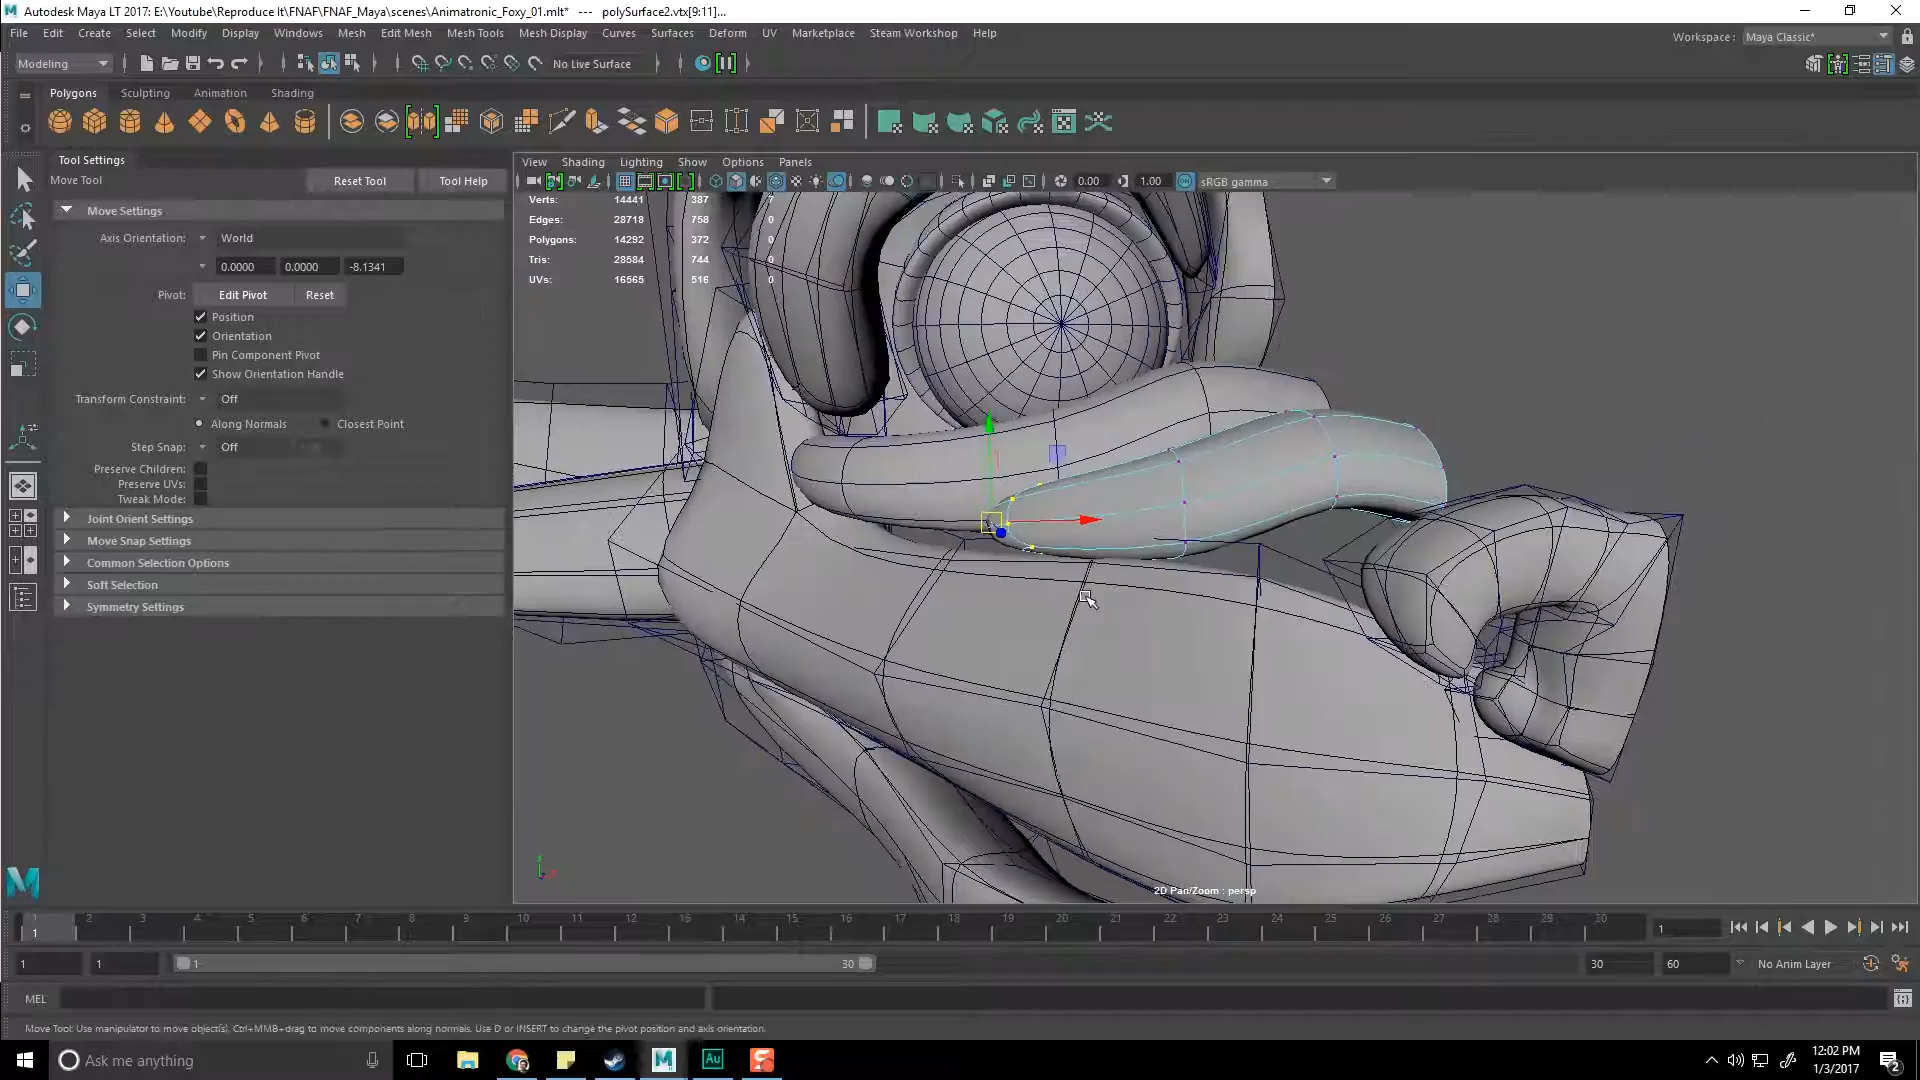 Autodesk Maya LT 2017: E:\Youtube\Reproduce It\FNAF\FNAF_Maya\scenes\Animatronic_Foxy_01.mlt*   ---   polySurface2.vtx[9:11]...
File Edit Create Select Modify Display Windows Mesh Edit Mesh Mesh Tools Mesh Display Curves Surfaces Deform UV Marketplace Steam Workshop Help
Workspace : Maya Classic*
Modeling No Live Surface
Polygons Sculpting Animation Shading
Tool Settings
Move Tool Reset Tool Tool Help
View Shading Lighting Show Options Panels
0.00 1.00 ON sRGB gamma
Move Settings
Axis Orientation: World
0.0000 0.0000 -8.1341
Pivot: Edit Pivot Reset
Position
Orientation
Pin Component Pivot
Show Orientation Handle
Transform Constraint: Off
Along Normals Closest Point
Step Snap: Off
Preserve Children:
Preserve UVs:
Tweak Mode:
Joint Orient Settings
Move Snap Settings
Common Selection Options
Soft Selection
Symmetry Settings
Verts: 14441 387 7
Edges: 28718 758 0
Polygons: 14292 372 0
Tris: 28584 744 0
UVs: 16565 516 0
2D Pan/Zoom : persp
1 2 3 4 5 6 7 8 9 10 11 12 13 14 15 16 17 18 19 20 21 22 23 24 25 26 27 28 29 30
1 1
1 1 1 30 30 60 No Anim Layer
MEL
Move Tool: Use manipulator to move object(s). Ctrl+MMB+drag to move components along normals. Use D or INSERT to change the pivot position and axis orientation.
Ask me anything
Au
12:02 PM
1/3/2017
2